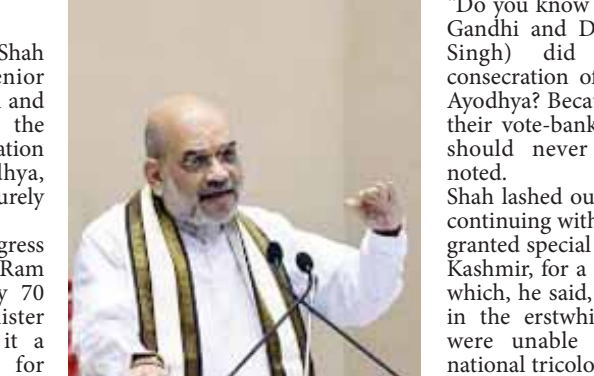 Shah
enior
and
the
ation
dhya,
urely
gress
Ram
y 70
ister
it a
for
"Do you know
Gandhi and D
Singh) did
consecration of
Ayodhya? Becau
their vote-bank
should never
noted.
Shah lashed ou
continuing with
granted special
Kashmir, for a
which, he said,
in the erstwhi
were unable
national tricolo